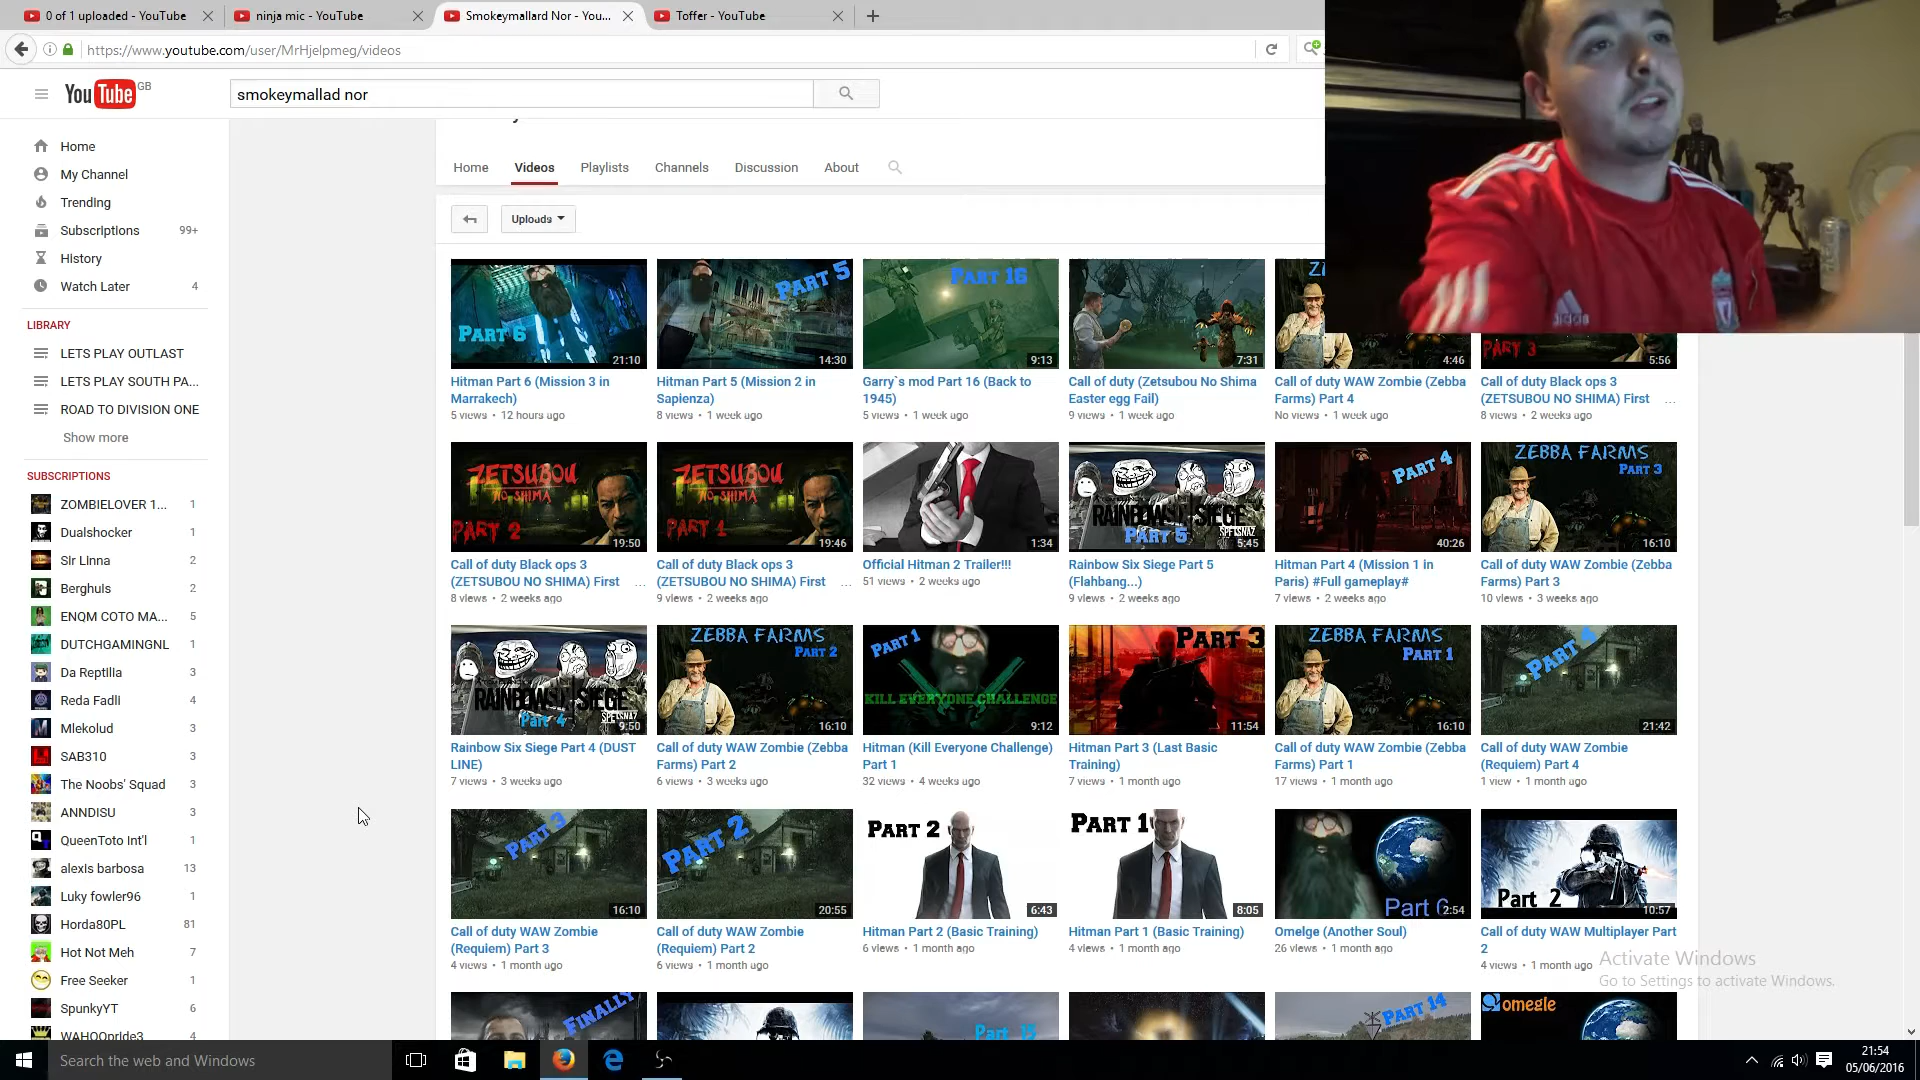 0 of 1 uploaded - YouTube
ninja mic - YouTube
Smokeymallard Nor - You...
Toffer - YouTube
https://www.youtube.com/user/MrHjelpmeg/videos
YouTube GB
smokeymallad nor
Home
My Channel
Trending
Subscriptions 99+
History
Watch Later 4
LIBRARY
LETS PLAY OUTLAST
LETS PLAY SOUTH PA...
ROAD TO DIVISION ONE
Show more
SUBSCRIPTIONS
ZOMBIELOVER 1... 1
Dualshocker 1
Sir Linna 2
Berghuls 2
ENQM COTO MA... 5
DUTCHGAMINGNL 1
Da Reptilia 3
Reda Fadli 4
Mlekolud 3
SAB310 3
The Noobs' Squad 3
ANNDISU 3
QueenToto Int'l 1
alexis barbosa 13
Luky fowler96 1
Horda80PL 81
Hot Not Meh 7
Free Seeker 1
SpunkyYT 6
WAHOOpride3 4
Home Videos Playlists Channels Discussion About
Uploads
PART 6
21:10
Hitman Part 6 (Mission 3 in
Marrakech)
5 views • 12 hours ago
PART 5
14:30
Hitman Part 5 (Mission 2 in
Sapienza)
8 views • 1 week ago
PART 16
9:13
Garry`s mod Part 16 (Back to
1945)
5 views • 1 week ago
7:31
Call of duty (Zetsubou No Shima
Easter egg Fail)
9 views • 1 week ago
4:46
Call of duty WAW Zombie (Zebba
Farms) Part 4
No views • 1 week ago
PART 3
5:56
Call of duty Black ops 3
(ZETSUBOU NO SHIMA) First ...
8 views • 2 weeks ago
ZETSUBOU
NO SHIMA
PART 2
19:50
Call of duty Black ops 3
(ZETSUBOU NO SHIMA) First ...
8 views • 2 weeks ago
ZETSUBOU
NO SHIMA
PART 1
19:46
Call of duty Black ops 3
(ZETSUBOU NO SHIMA) First ...
9 views • 2 weeks ago
1:34
Official Hitman 2 Trailer!!!
51 views • 2 weeks ago
RAINBOW SIEGE
SPETSNAZ
PART 5
5:45
Rainbow Six Siege Part 5
(Flahbang...)
9 views • 2 weeks ago
PART 4
40:26
Hitman Part 4 (Mission 1 in
Paris) #Full gameplay#
7 views • 2 weeks ago
ZEBBA FARMS
PART 3
16:10
Call of duty WAW Zombie (Zebba
Farms) Part 3
10 views • 3 weeks ago
RAINBOW SIEGE
SPETSNAZ
Part 4
9:50
Rainbow Six Siege Part 4 (DUST
LINE)
7 views • 3 weeks ago
ZEBBA FARMS
PART 2
16:10
Call of duty WAW Zombie (Zebba
Farms) Part 2
6 views • 3 weeks ago
PART 1
KILL EVERYONE CHALLENGE
9:12
Hitman (Kill Everyone Challenge)
Part 1
32 views • 4 weeks ago
PART 3
11:54
Hitman Part 3 (Last Basic
Training)
7 views • 1 month ago
ZEBBA FARMS
PART 1
16:10
Call of duty WAW Zombie (Zebba
Farms) Part 1
17 views • 1 month ago
PART 4
21:42
Call of duty WAW Zombie
(Requiem) Part 4
1 view • 1 month ago
PART 3
16:10
Call of duty WAW Zombie
(Requiem) Part 3
4 views • 1 month ago
PART 2
20:55
Call of duty WAW Zombie
(Requiem) Part 2
6 views • 1 month ago
PART 2
6:43
Hitman Part 2 (Basic Training)
6 views • 1 month ago
PART 1
8:05
Hitman Part 1 (Basic Training)
4 views • 1 month ago
Part 6
2:54
Omelge (Another Soul)
26 views • 1 month ago
Part 2
10:57
Call of duty WAW Multiplayer Part
2
4 views • 1 month ago
FINALLY
Part 15
PART 14
omegle
adidas
Activate Windows
Go to Settings to activate Windows.
Search the web and Windows
21:54
05/06/2016